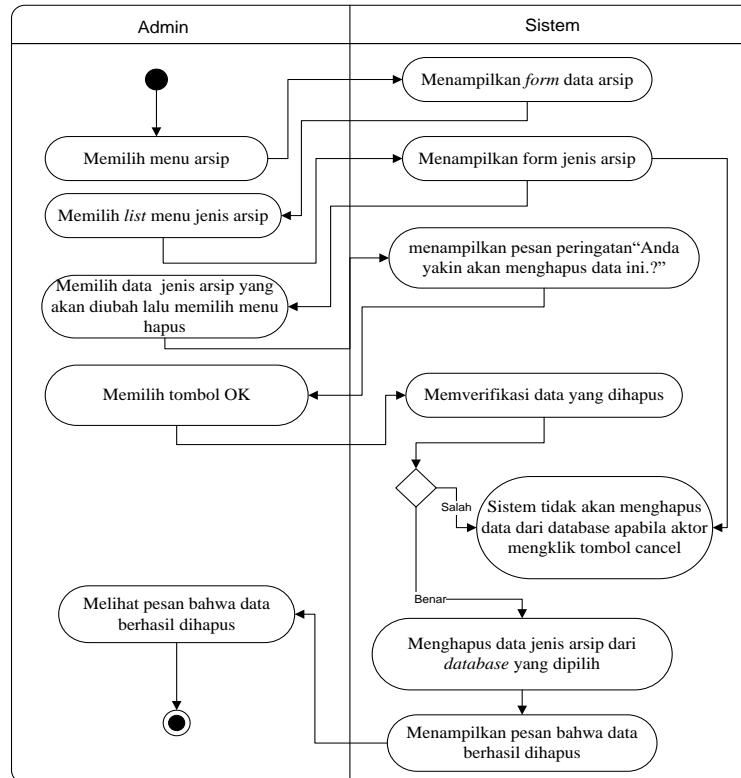 Admin
Sistem
Menampilkan form data arsip
Memilih menu arsip
Menampilkan form jenis arsip
Memilih list menu jenis arsip
menampilkan pesan peringatan“Anda
yakin akan menghapus data ini.?”
Memilih data jenis arsip yang
akan diubah lalu memilih menu
hapus
Memilih tombol OK
Memverifikasi data yang dihapus
Salah
Sistem tidak akan menghapus
data dari database apabila aktor
mengklik tombol cancel
Benar
Menghapus data jenis arsip dari
database yang dipilih
Menampilkan pesan bahwa data
berhasil dihapus
Melihat pesan bahwa data
berhasil dihapus